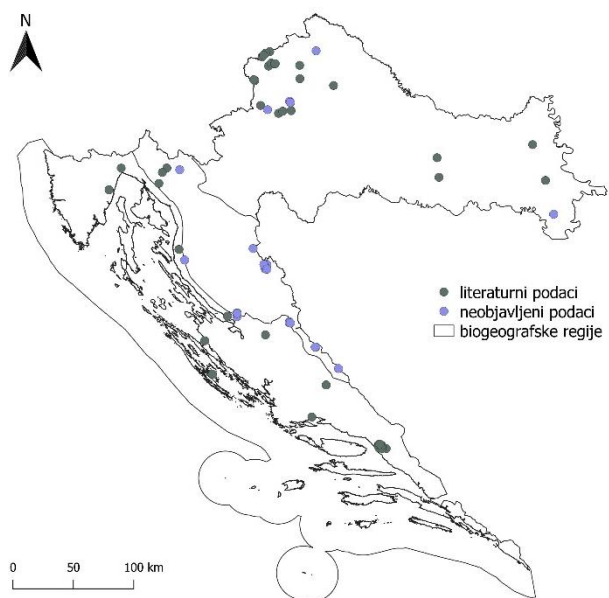 N
literaturni podaci
neobjavljeni podaci
biogeografske regije
0 50 100 km